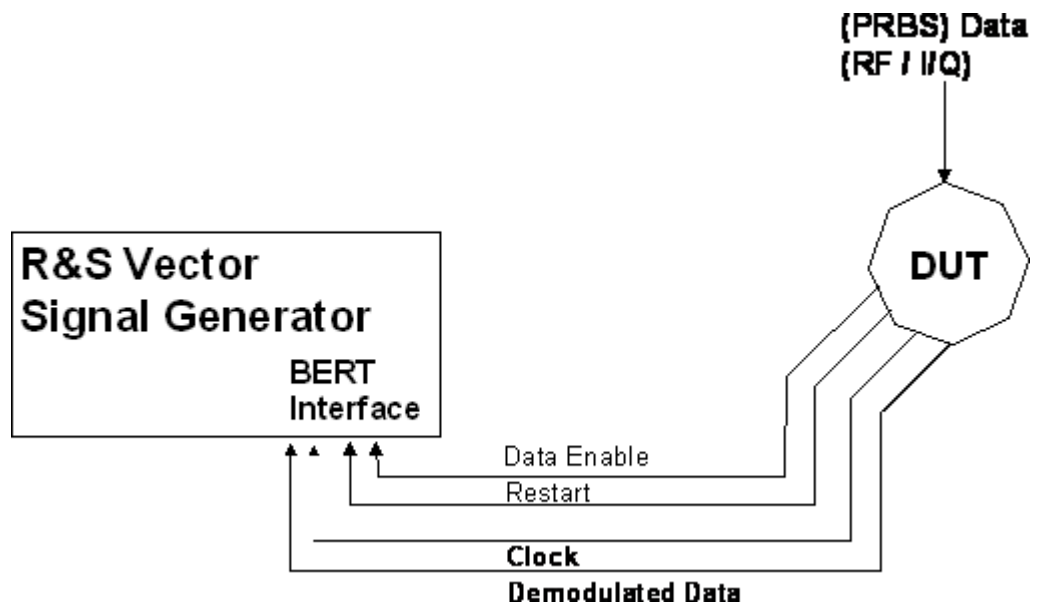 (PRBS) Data
(RF / I/Q)
DUT
R&S Vector
Signal Generator
BERT
Interface
Data Enable
Restart
Clock
Demodulated Data